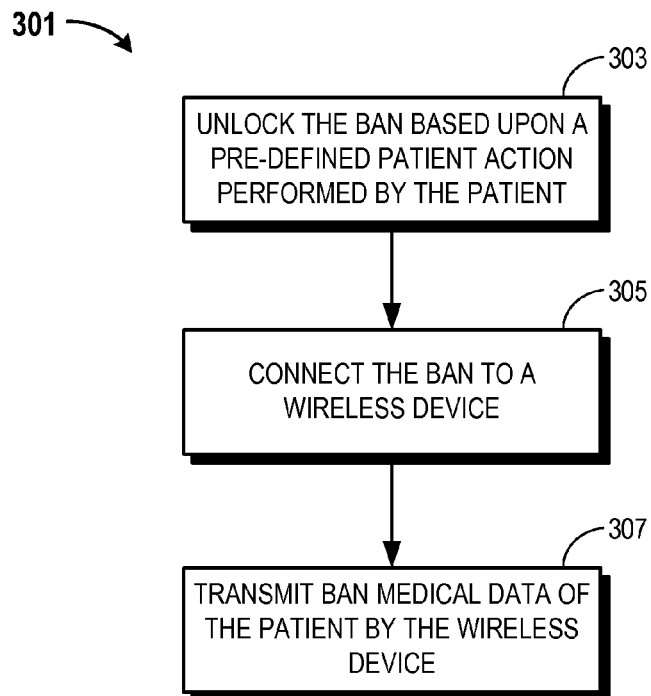 301
303
UNLOCK THE BAN BASED UPON A
PRE-DEFINED PATIENT ACTION
PERFORMED BY THE PATIENT
305
CONNECT THE BAN TO A
WIRELESS DEVICE
307
TRANSMIT BAN MEDICAL DATA OF
THE PATIENT BY THE WIRELESS
DEVICE